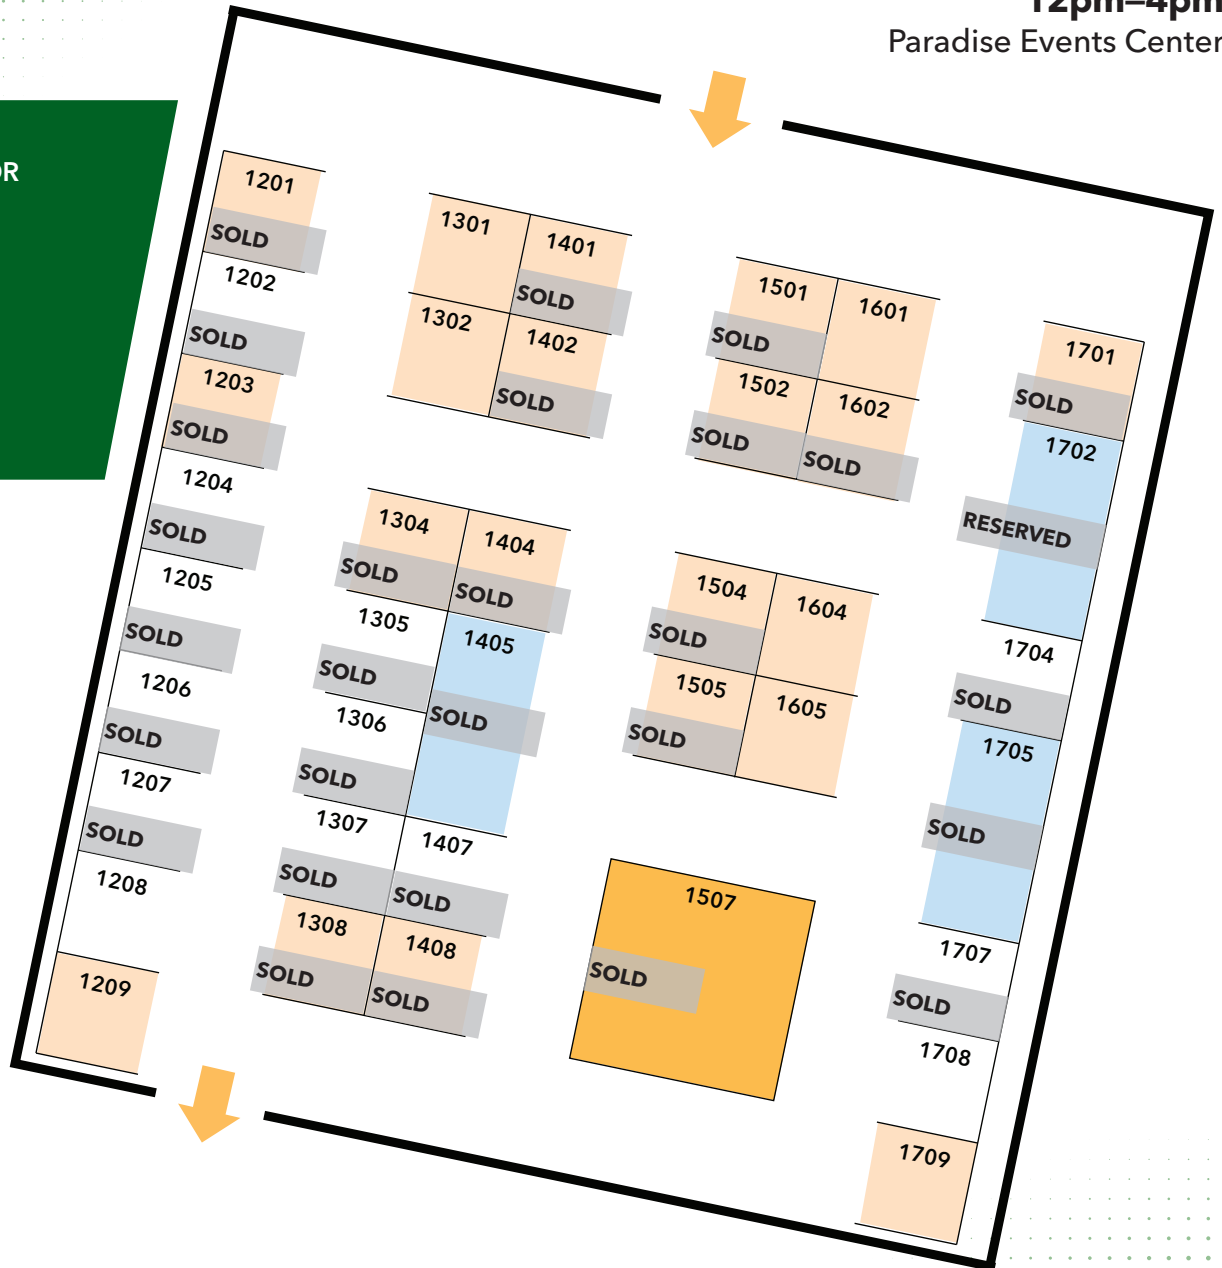 12pm–4pm
Paradise Events Center
OR
1201
SOLD
1202
SOLD
1203
SOLD
1204
SOLD
1205
SOLD
1206
SOLD
1207
SOLD
1208
1209
1301
1401
SOLD
1302
1402
SOLD
1304
SOLD
1404
SOLD
1305
SOLD
1405
SOLD
1306
SOLD
1307
SOLD
1407
SOLD
1308
SOLD
1408
SOLD
1501
SOLD
1601
1502
SOLD
1602
SOLD
1504
SOLD
1604
1505
SOLD
1605
1507
SOLD
1701
SOLD
1702
RESERVED
1704
SOLD
1705
SOLD
1707
SOLD
1708
1709